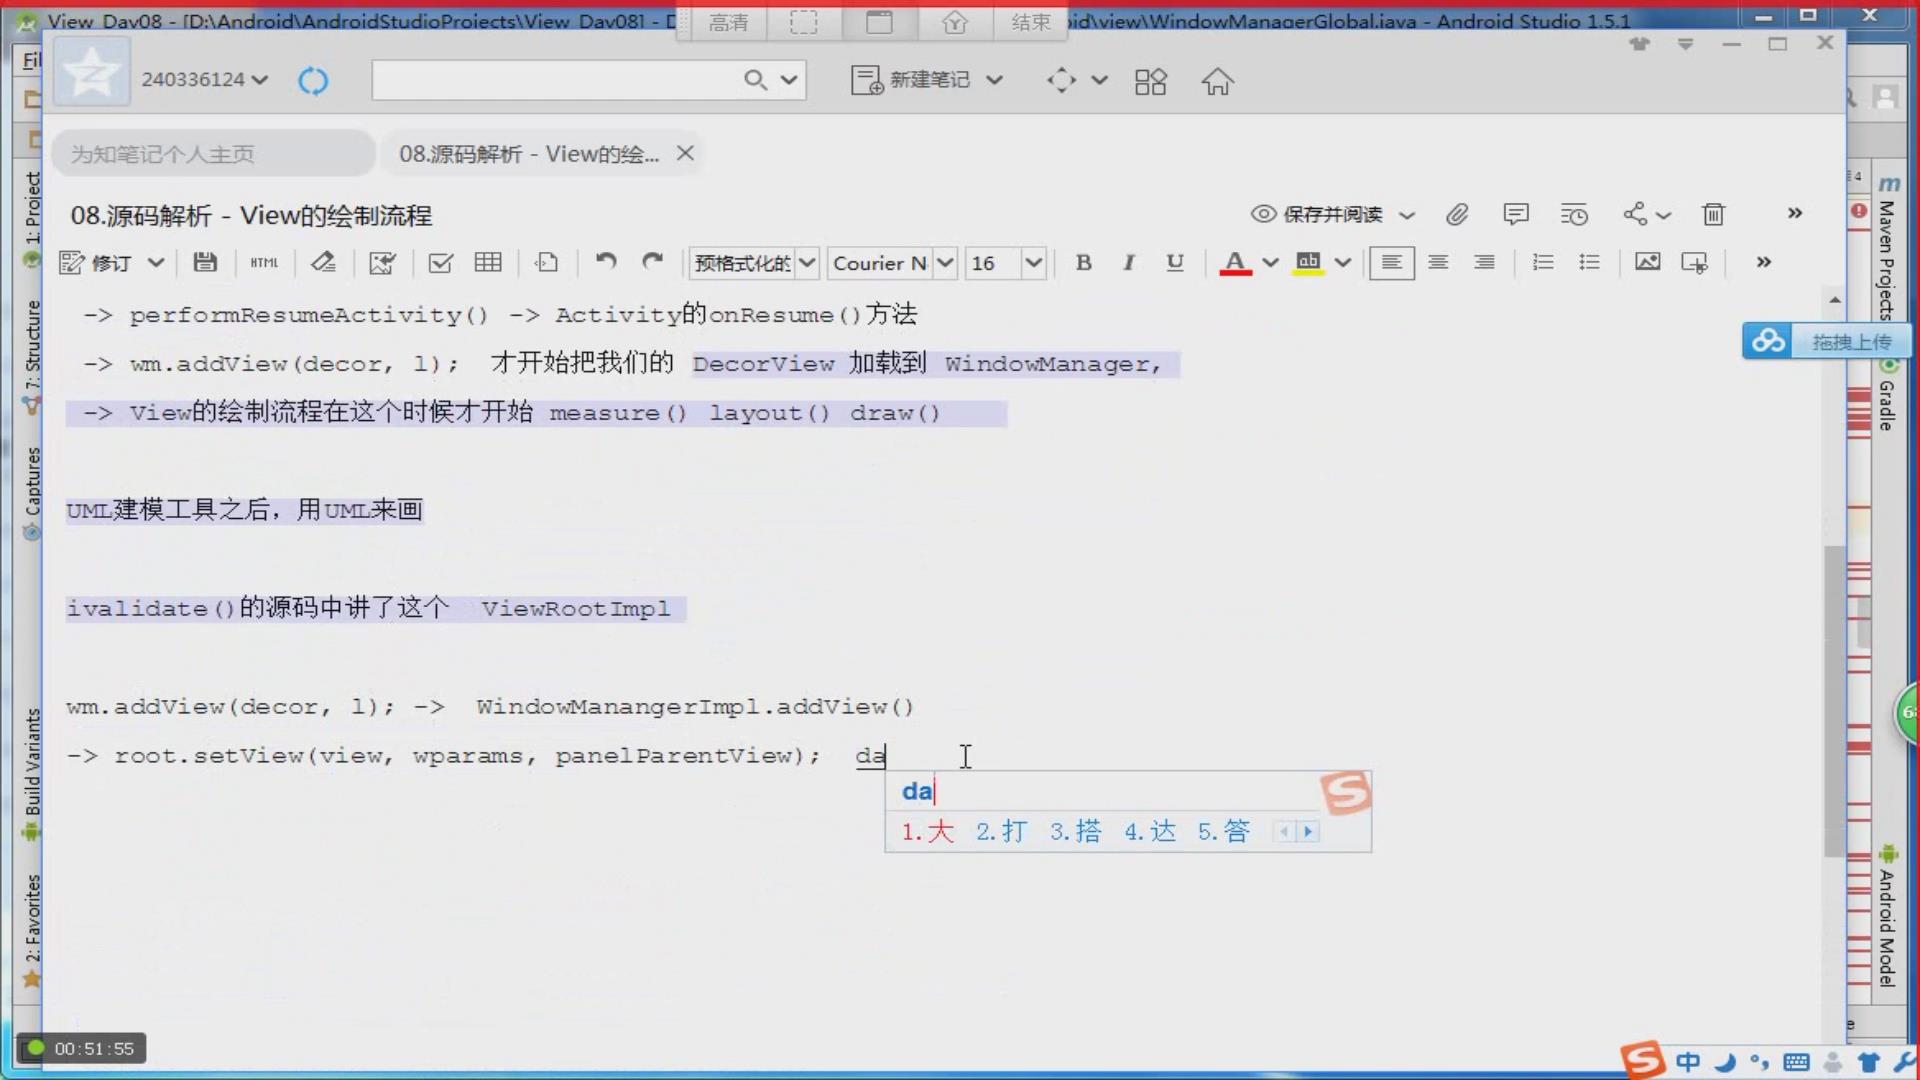 View_Day08 - [D:\Android\AndroidStudioProjects\View_Day08] - D
高清
结束
oid\view\WindowManagerGlobal.java - Android Studio 1.5.1
240336124
新建笔记
为知笔记个人主页
08.源码解析 - View的绘...
08.源码解析 - View的绘制流程
保存并阅读
修订
HTML
预格式化的
Courier N
16
B
I
U
A
ab
-> performResumeActivity() -> Activity的onResume()方法
-> wm.addView(decor, l); 才开始把我们的 DecorView 加载到 WindowManager,
-> View的绘制流程在这个时候才开始 measure() layout() draw()
UML建模工具之后，用UML来画
ivalidate()的源码中讲了这个 ViewRootImpl
wm.addView(decor, l); -> WindowManangerImpl.addView()
-> root.setView(view, wparams, panelParentView); da
da
1.大 2.打 3.搭 4.达 5.答
1: Project
7: Structure
Captures
Build Variants
2: Favorites
Maven Projects
Gradle
Android Model
拖拽上传
00:51:55
中